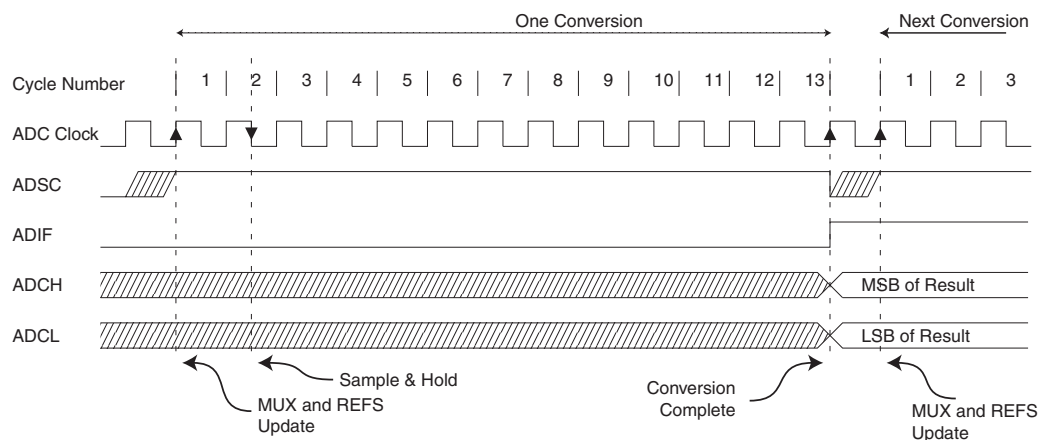 One Conversion
Next Conversion
Cycle Number 1 2 3 4 5 6 7 8 9 10 11 12 13 1 2 3
ADC Clock
ADSC
ADIF
ADCH
MSB of Result
ADCL
LSB of Result
Sample & Hold
MUX and REFS
Update
Conversion
Complete
MUX and REFS
Update